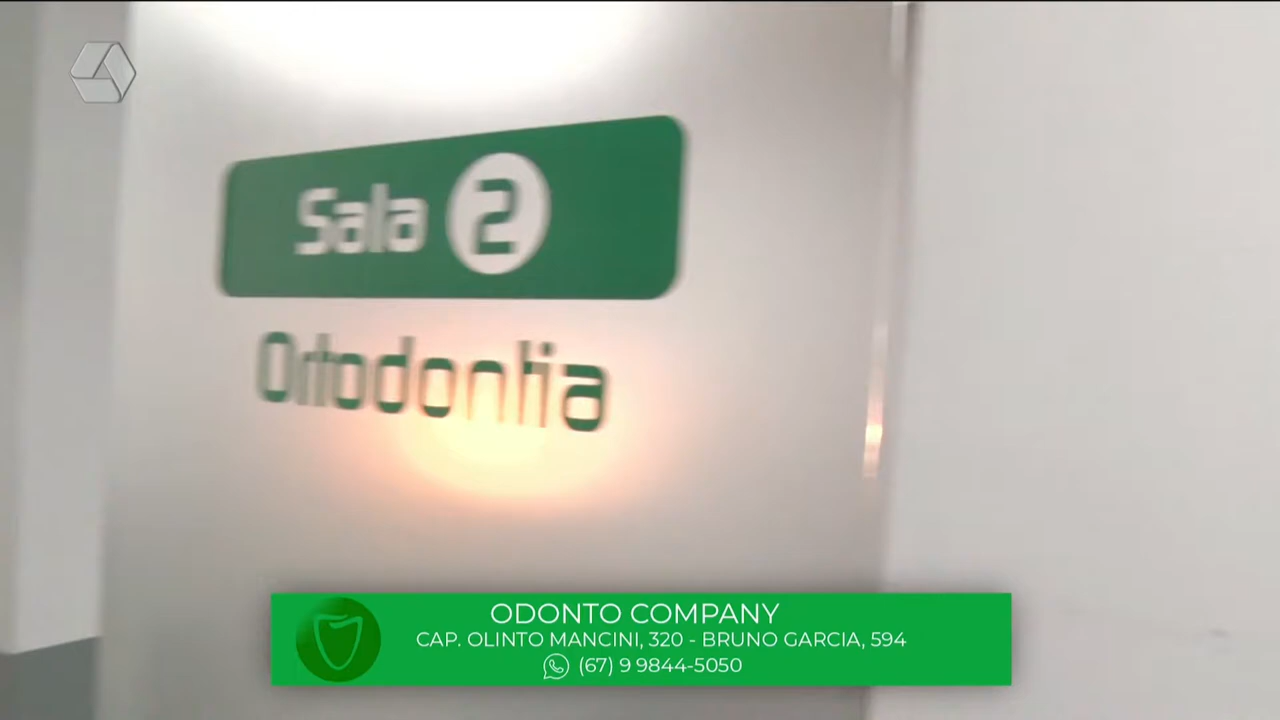 Sala 2
Ortodontia
ODONTO COMPANY
CAP. OLINTO MANCINI, 320 - BRUNO GARCIA, 594
(67) 9 9844-5050